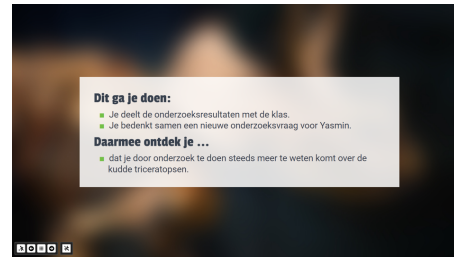 Dit ga je doen:
Je deelt de onderzoeksresultaten met de klas.
Je bedenkt samen een nieuwe onderzoeksvraag voor Yasmin.
Daarmee ontdek je ...
dat je door onderzoek te doen steeds meer te weten komt over de
kudde triceratopsen.